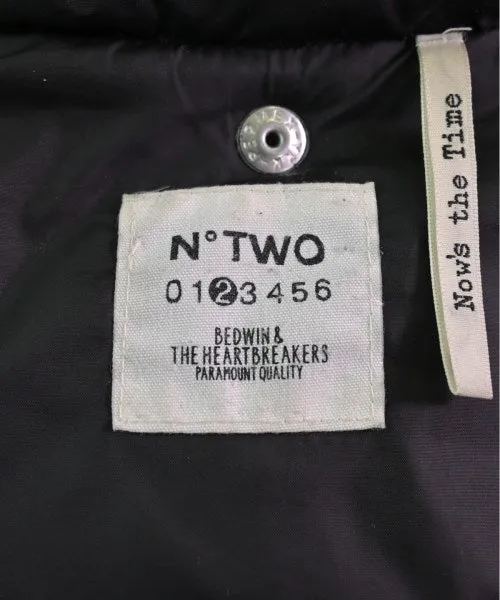 N°TWO
0123456
BEDWIN &
THE HEARTBREAKERS
PARAMOUNT QUALITY
Now's the Time